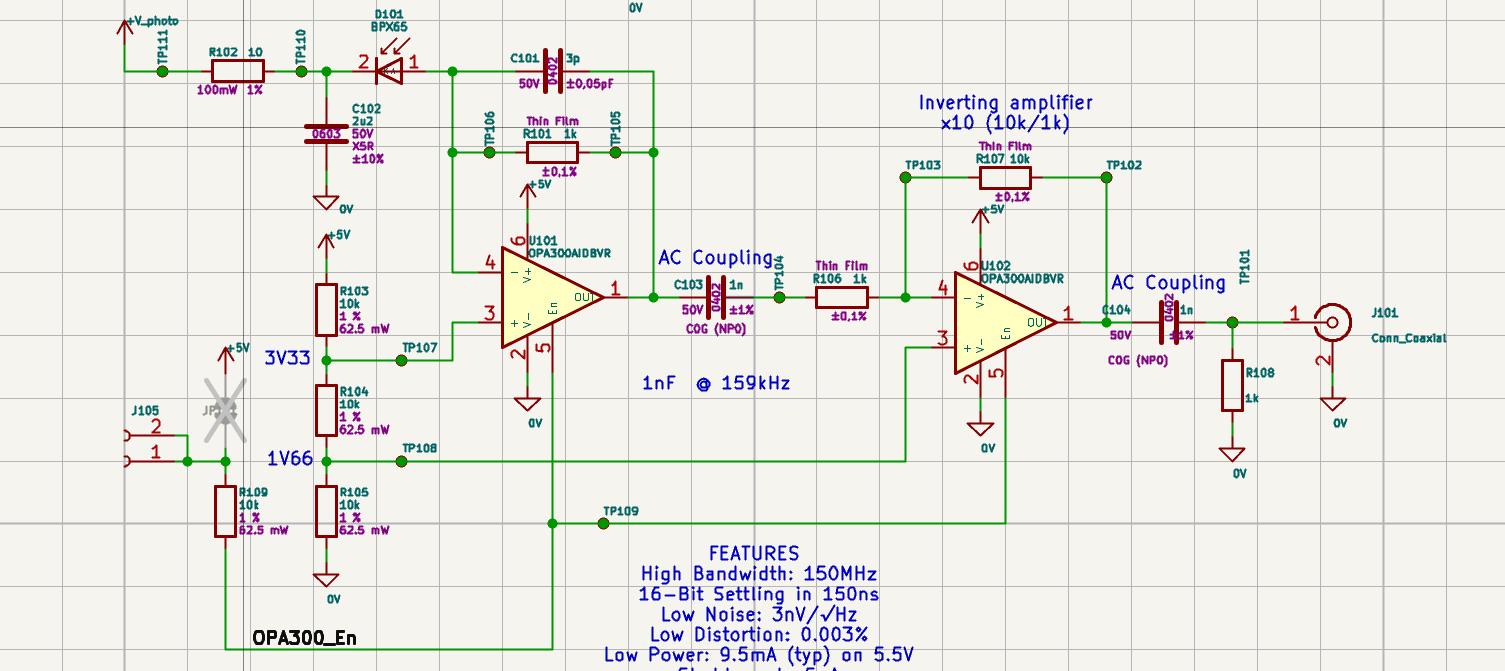 0V
+V_photo
TP111
R102 10
100mW 1%
TP110
D101
BPX65
2
1
C101
3p
0402
50V
±0,05pF
C102
2u2
0603
50V
X5R
±10%
0V
TP106
Thin Film
R101 1k
±0,1%
TP105
+5V
U101
OPA300AIDBVR
6
4
3
2
5
1
V+
V-
En
OUT
0V
+5V
R103
10k
1 %
62.5 mW
3V33
TP107
R104
10k
1 %
62.5 mW
1V66
TP108
R105
10k
1 %
62.5 mW
0V
+5V
J105
2
1
R109
10k
1 %
62.5 mW
OPA300_En
TP109
AC Coupling
C103
1n
0402
50V
±1%
COG (NPO)
TP104
Thin Film
R106 1k
±0,1%
1nF @ 159kHz
Inverting amplifier
x10 (10k/1k)
TP103
Thin Film
R107 10k
±0,1%
TP102
+5V
U102
OPA300AIDBVR
6
4
3
2
5
1
V+
V-
En
OUT
0V
AC Coupling
C104
1n
0402
50V
±1%
COG (NPO)
TP101
R108
1k
0V
1
2
J101
Conn_Coaxial
0V
FEATURES
High Bandwidth: 150MHz
16-Bit Settling in 150ns
Low Noise: 3nV/√Hz
Low Distortion: 0.003%
Low Power: 9.5mA (typ) on 5.5V